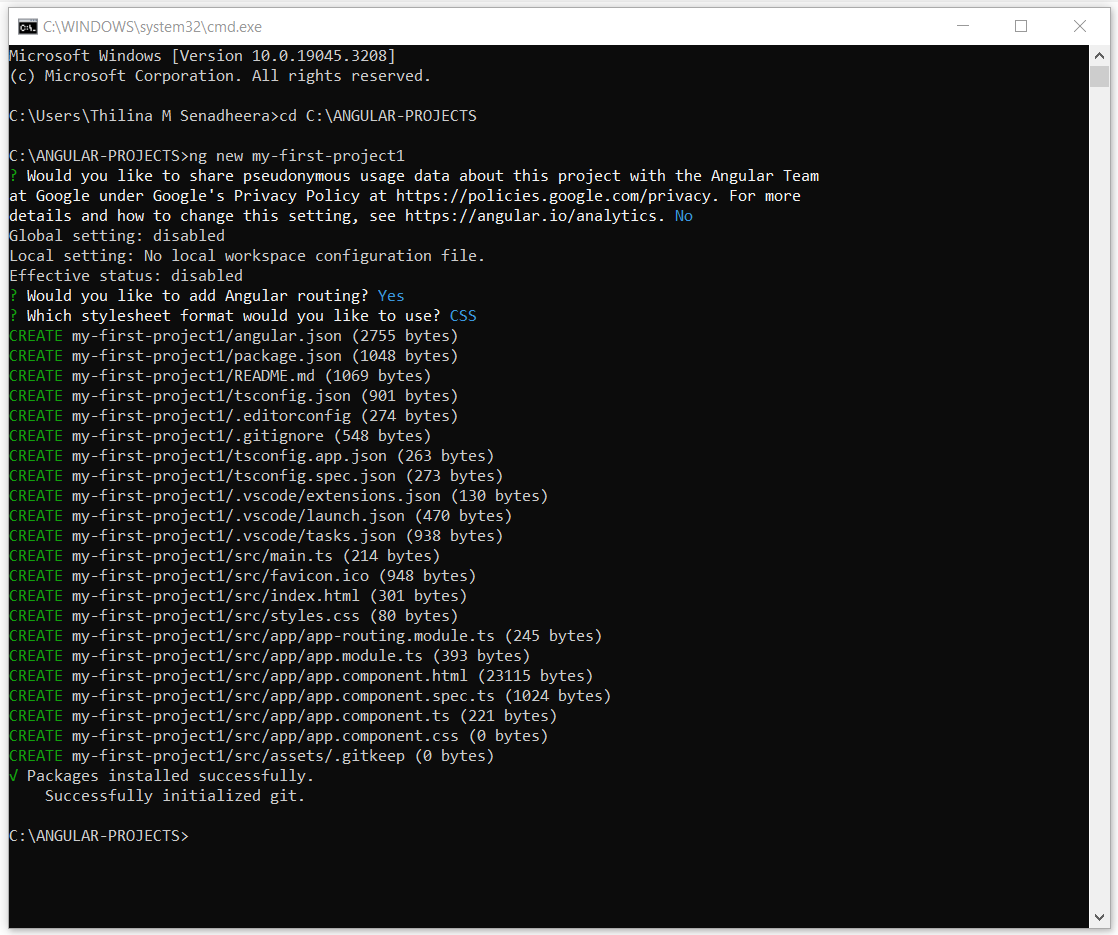 C:\WINDOWS\system32\cmd.exe
Microsoft Windows [Version 10.0.19045.3208]
(c) Microsoft Corporation. All rights reserved.
C:\Users\Thilina M Senadheera>cd C:\ANGULAR-PROJECTS
C:\ANGULAR-PROJECTS>ng new my-first-project1
? Would you like to share pseudonymous usage data about this project with the Angular Team
at Google under Google's Privacy Policy at https://policies.google.com/privacy. For more
details and how to change this setting, see https://angular.io/analytics. No
Global setting: disabled
Local setting: No local workspace configuration file.
Effective status: disabled
? Would you like to add Angular routing? Yes
? Which stylesheet format would you like to use? CSS
CREATE my-first-project1/angular.json (2755 bytes)
CREATE my-first-project1/package.json (1048 bytes)
CREATE my-first-project1/README.md (1069 bytes)
CREATE my-first-project1/tsconfig.json (901 bytes)
CREATE my-first-project1/.editorconfig (274 bytes)
CREATE my-first-project1/.gitignore (548 bytes)
CREATE my-first-project1/tsconfig.app.json (263 bytes)
CREATE my-first-project1/tsconfig.spec.json (273 bytes)
CREATE my-first-project1/.vscode/extensions.json (130 bytes)
CREATE my-first-project1/.vscode/launch.json (470 bytes)
CREATE my-first-project1/.vscode/tasks.json (938 bytes)
CREATE my-first-project1/src/main.ts (214 bytes)
CREATE my-first-project1/src/favicon.ico (948 bytes)
CREATE my-first-project1/src/index.html (301 bytes)
CREATE my-first-project1/src/styles.css (80 bytes)
CREATE my-first-project1/src/app/app-routing.module.ts (245 bytes)
CREATE my-first-project1/src/app/app.module.ts (393 bytes)
CREATE my-first-project1/src/app/app.component.html (23115 bytes)
CREATE my-first-project1/src/app/app.component.spec.ts (1024 bytes)
CREATE my-first-project1/src/app/app.component.ts (221 bytes)
CREATE my-first-project1/src/app/app.component.css (0 bytes)
CREATE my-first-project1/src/assets/.gitkeep (0 bytes)
√ Packages installed successfully.
Successfully initialized git.
C:\ANGULAR-PROJECTS>